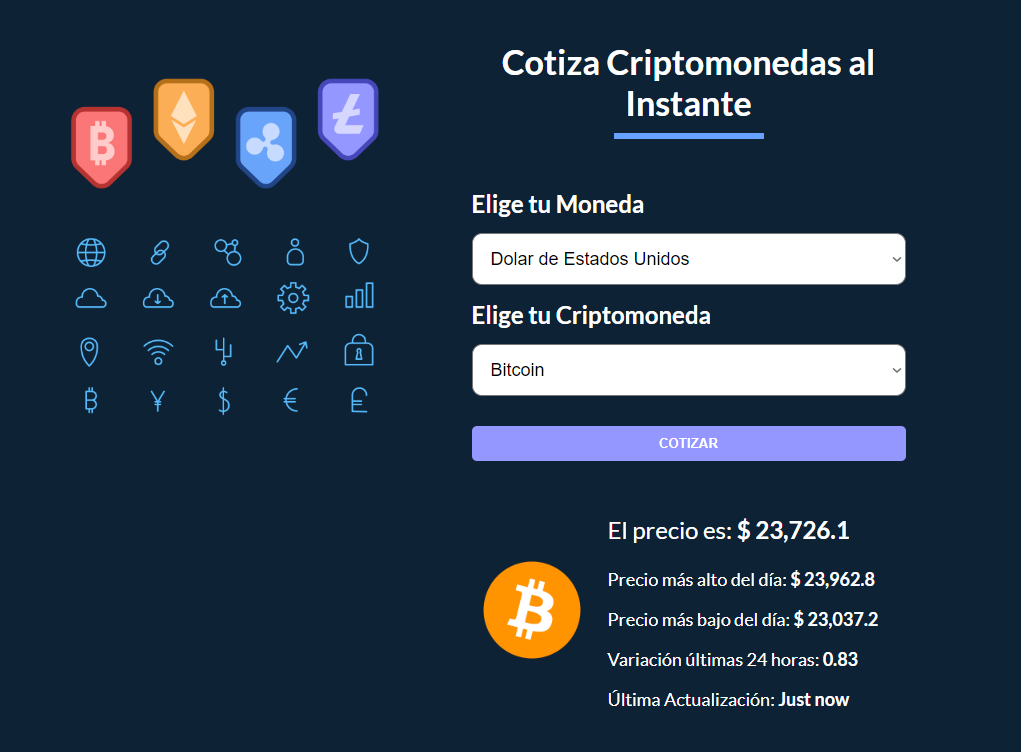 Cotiza Criptomonedas al
Instante
Elige tu Moneda
Dolar de Estados Unidos
Elige tu Criptomoneda
Bitcoin
COTIZAR
El precio es: $ 23,726.1
Precio más alto del día: $ 23,962.8
Precio más bajo del día: $ 23,037.2
Variación últimas 24 horas: 0.83
Última Actualización: Just now